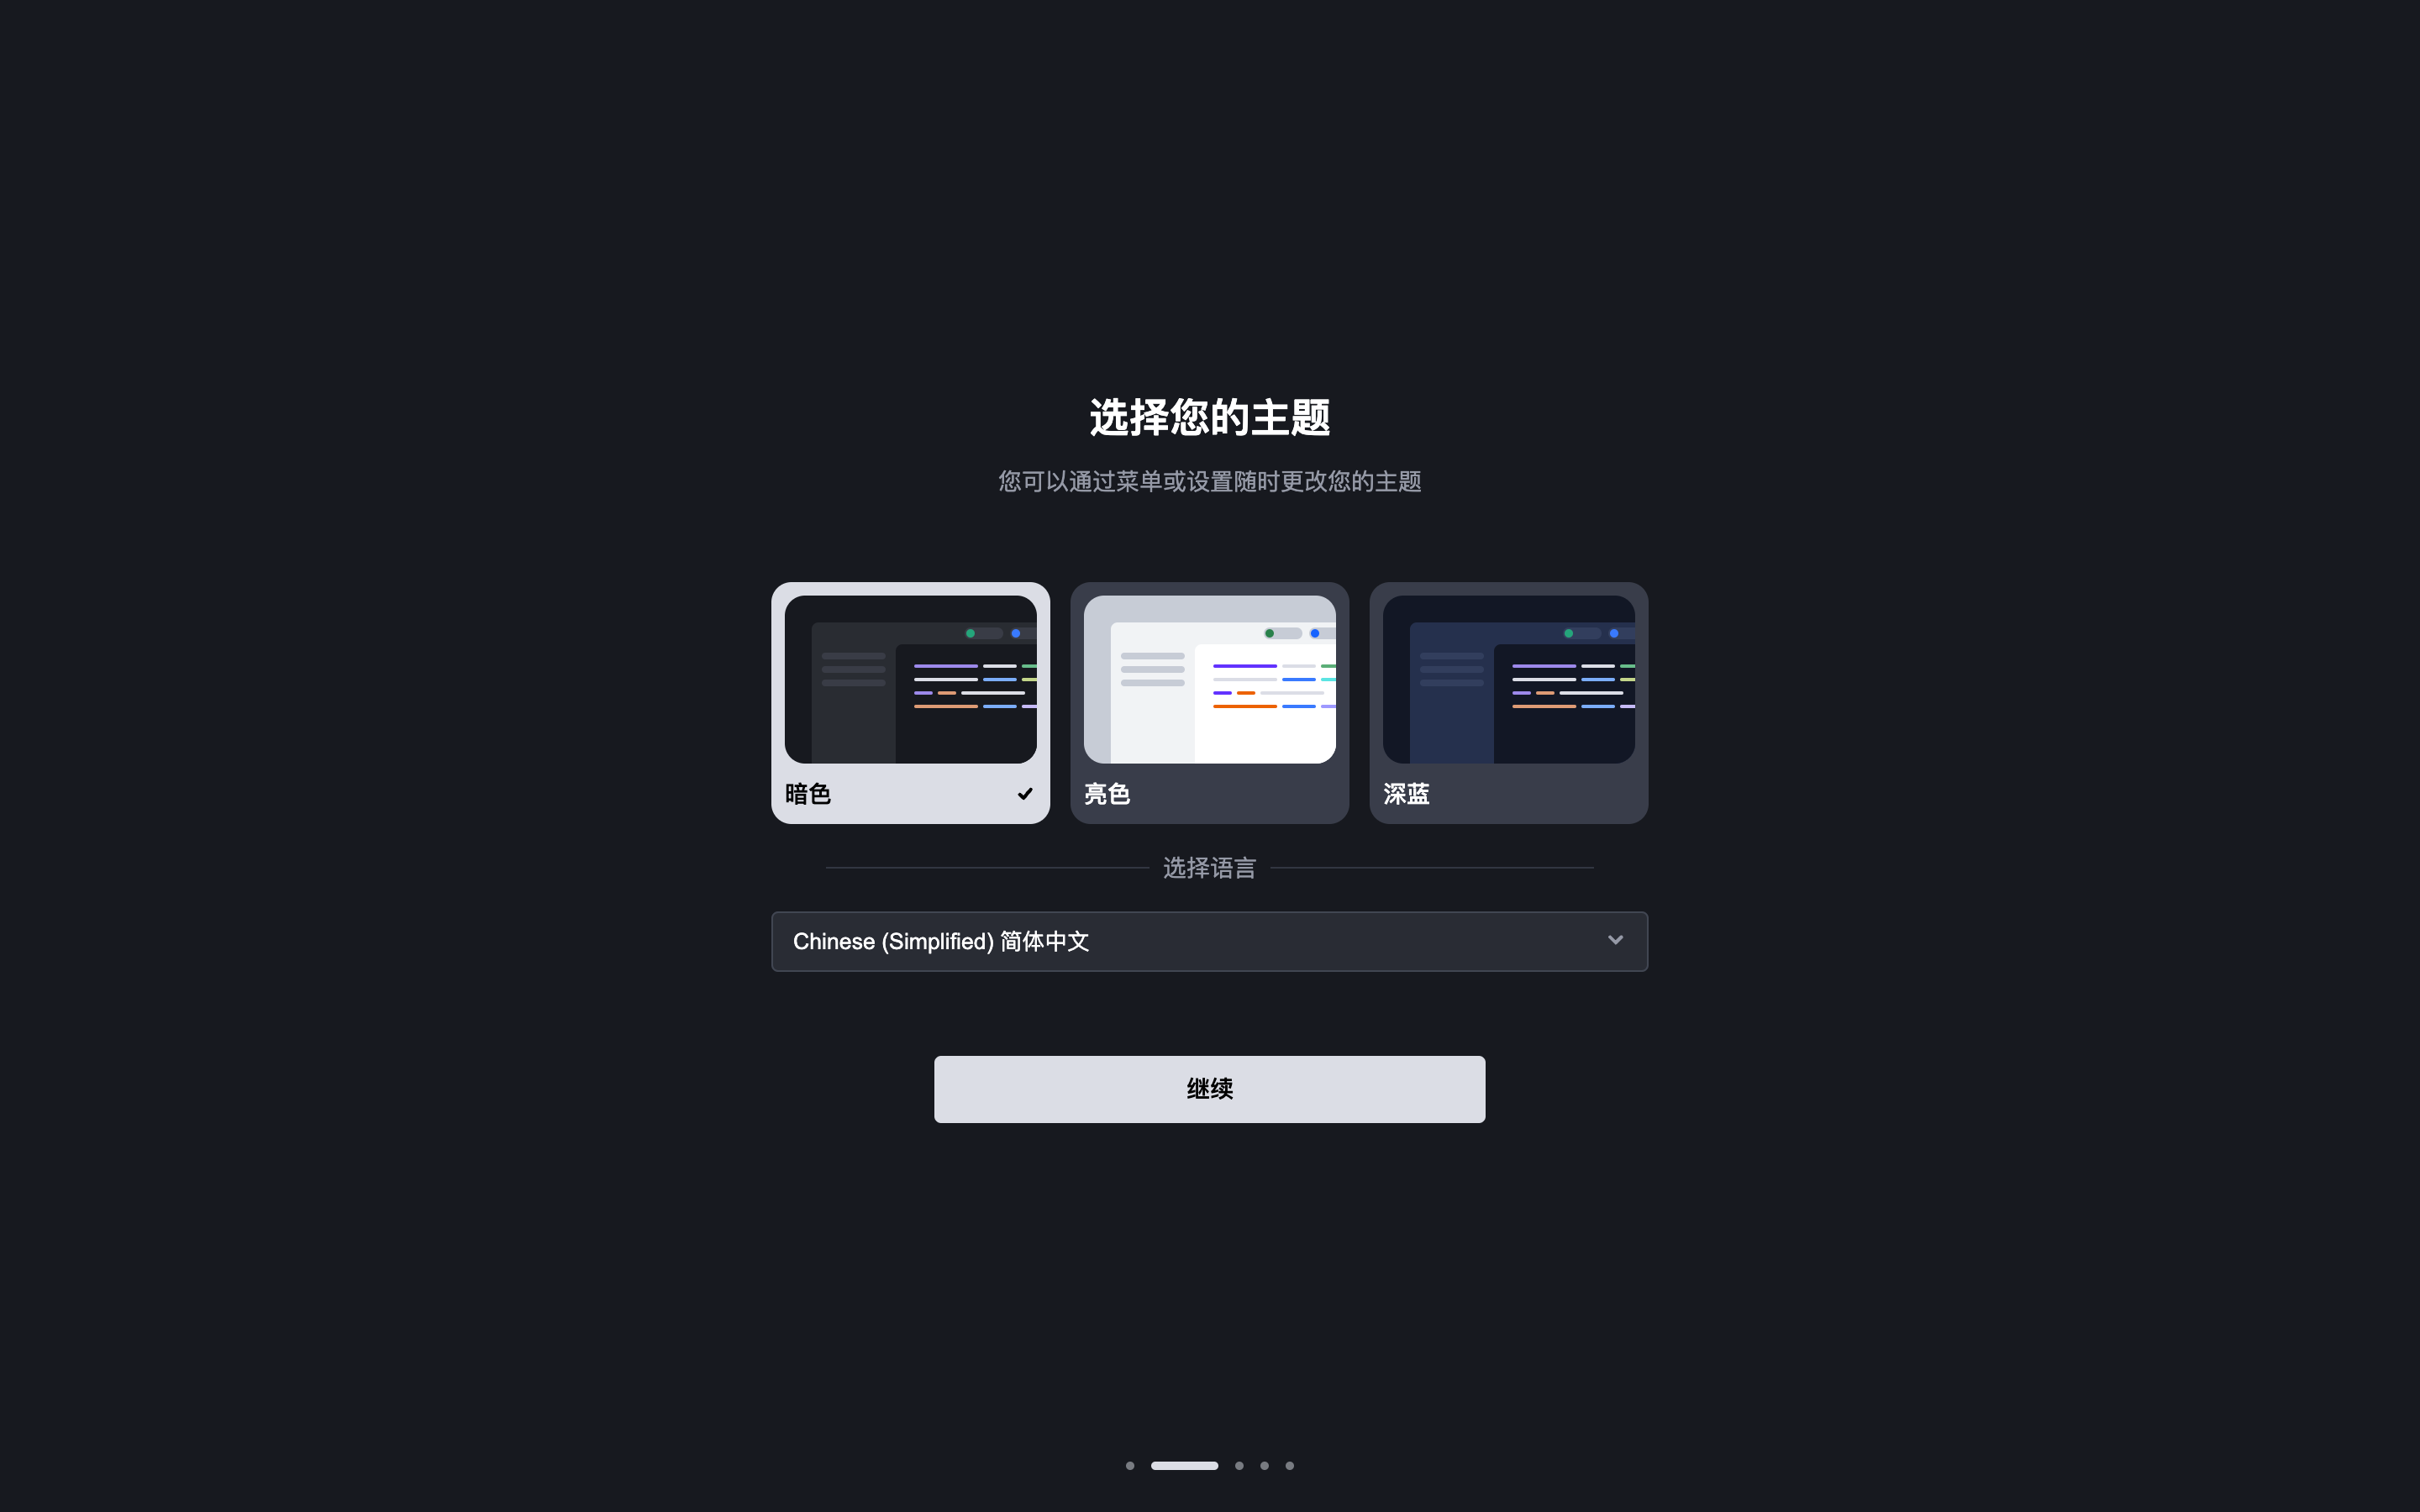 选择您的主题
您可以通过菜单或设置随时更改您的主题
暗色
亮色
深蓝
选择语言
Chinese (Simplified) 简体中文
继续